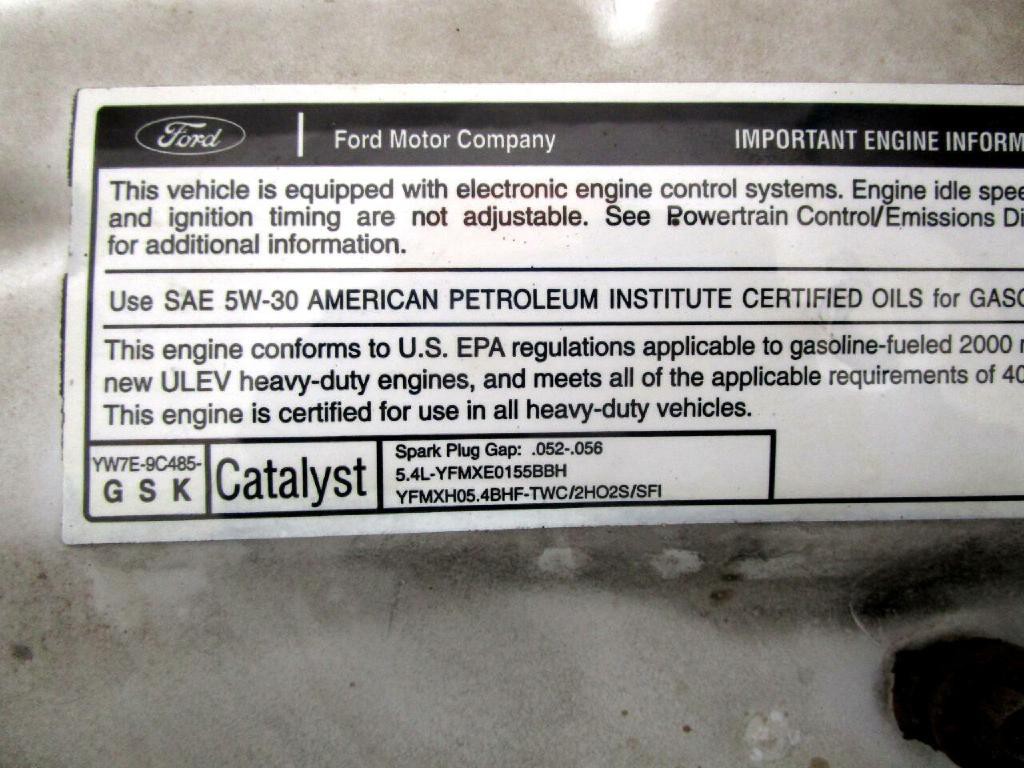 Ford Ford Motor Company IMPORTANT ENGINE INFORM
This vehicle is equipped with electronic engine control systems. Engine idle spee
and ignition timing are not adjustable. See Powertrain Control/Emissions Di
for additional information.
Use SAE 5W-30 AMERICAN PETROLEUM INSTITUTE CERTIFIED OILS for GASO
This engine conforms to U.S. EPA regulations applicable to gasoline-fueled 2000 m
new ULEV heavy-duty engines, and meets all of the applicable requirements of 40
This engine is certified for use in all heavy-duty vehicles.
YW7E-9C485-
G S K
Catalyst
Spark Plug Gap: .052-.056
5.4L-YFMXE0155BBH
YFMXH05.4BHF-TWC/2HO2S/SFI